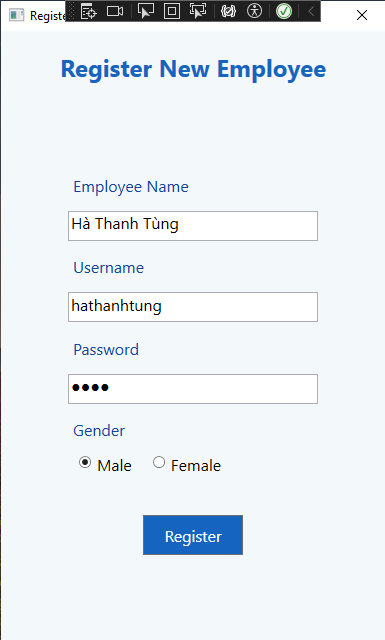 Registe
Register New Employee
Employee Name
Hà Thanh Tùng
Username
hathanhtung
Password
●●●●
Gender
Male Female
Register